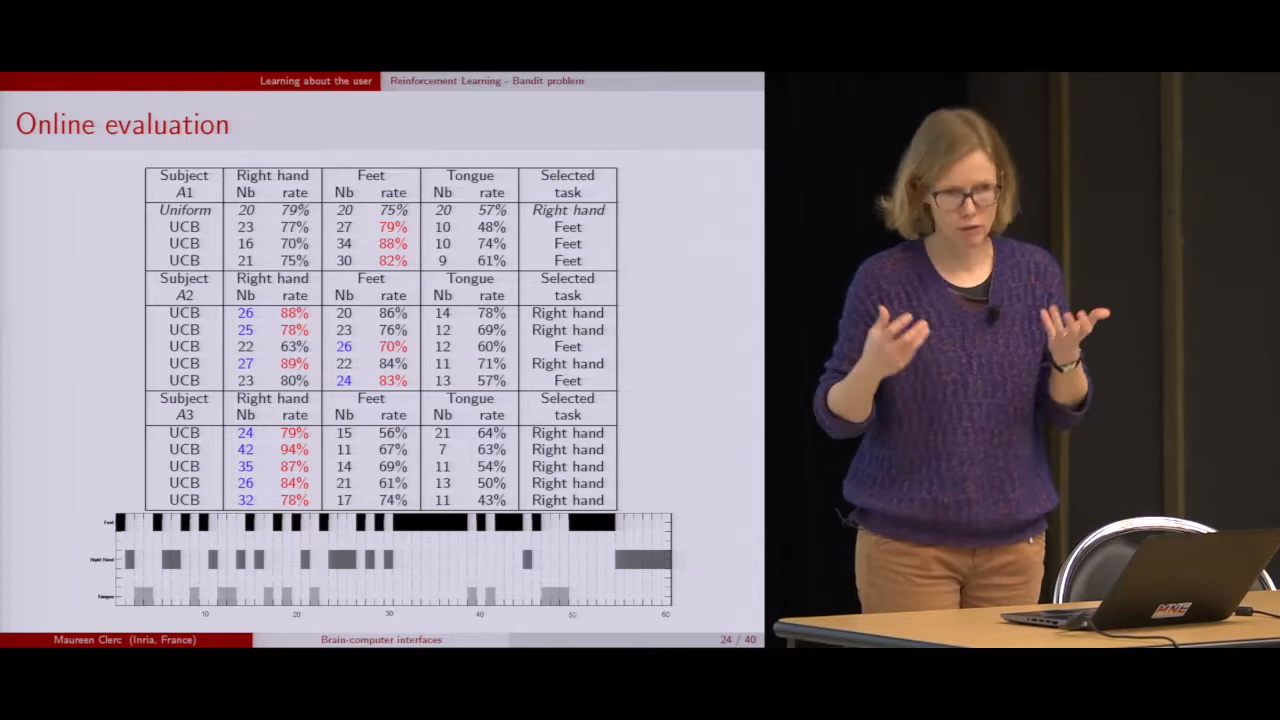 Learning about the user Reinforcement Learning - Bandit problem
Online evaluation
Subject Right hand Feet Tongue Selected
A1 Nb rate Nb rate Nb rate task
Uniform 20 79% 20 75% 20 57% Right hand
UCB 23 77% 27 79% 10 48% Feet
UCB 16 70% 34 88% 10 74% Feet
UCB 21 75% 30 82% 9 61% Feet
Subject Right hand Feet Tongue Selected
A2 Nb rate Nb rate Nb rate task
UCB 26 88% 20 86% 14 78% Right hand
UCB 25 78% 23 76% 12 69% Right hand
UCB 22 63% 26 70% 12 60% Feet
UCB 27 89% 22 84% 11 71% Right hand
UCB 23 80% 24 83% 13 57% Feet
Subject Right hand Feet Tongue Selected
A3 Nb rate Nb rate Nb rate task
UCB 24 79% 15 56% 21 64% Right hand
UCB 42 94% 11 67% 7 63% Right hand
UCB 35 87% 14 69% 11 54% Right hand
UCB 26 84% 21 61% 13 50% Right hand
UCB 32 78% 17 74% 11 43% Right hand
Feet
Right Hand
Tongue
10 20 30 40 50 60
Maureen Clerc (Inria, France) Brain-computer interfaces 24 / 40
MNE